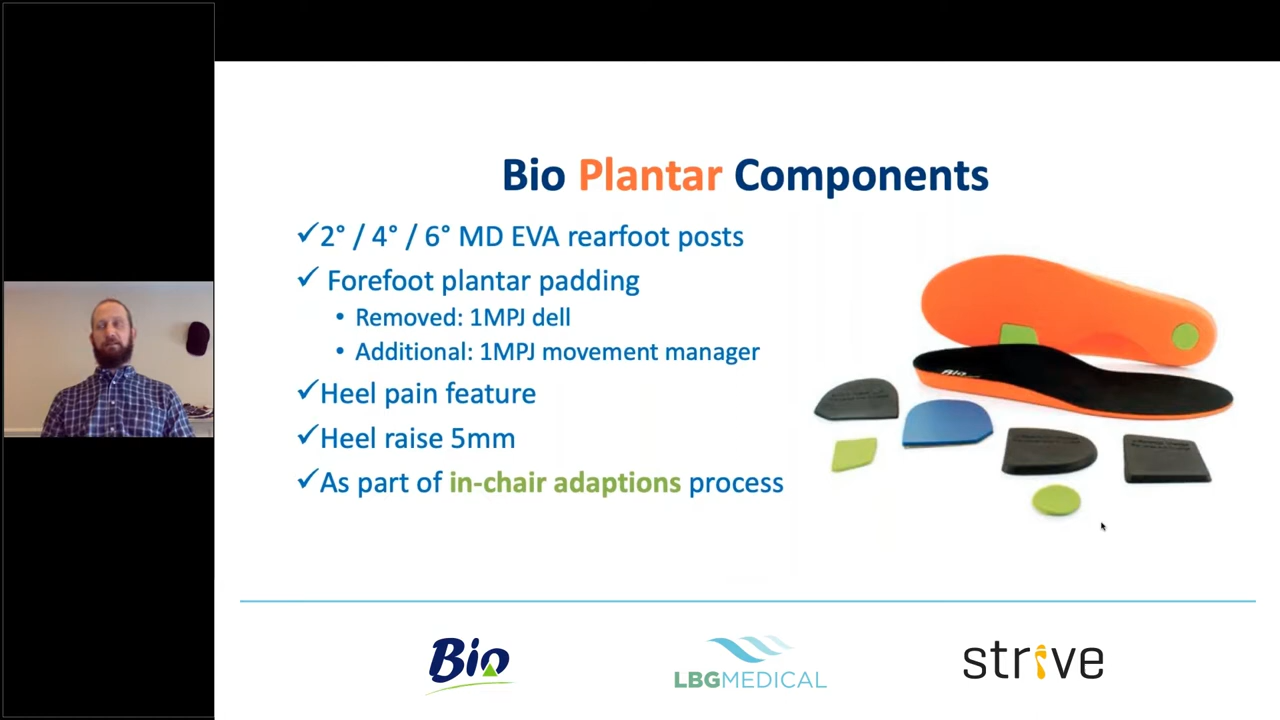 Bio Plantar Components
✓2° / 4° / 6° MD EVA rearfoot posts
✓ Forefoot plantar padding
• Removed: 1MPJ dell
• Additional: 1MPJ movement manager
✓Heel pain feature
✓Heel raise 5mm
✓As part of in-chair adaptions process
Bio
Bio
LBGMEDICAL
strive